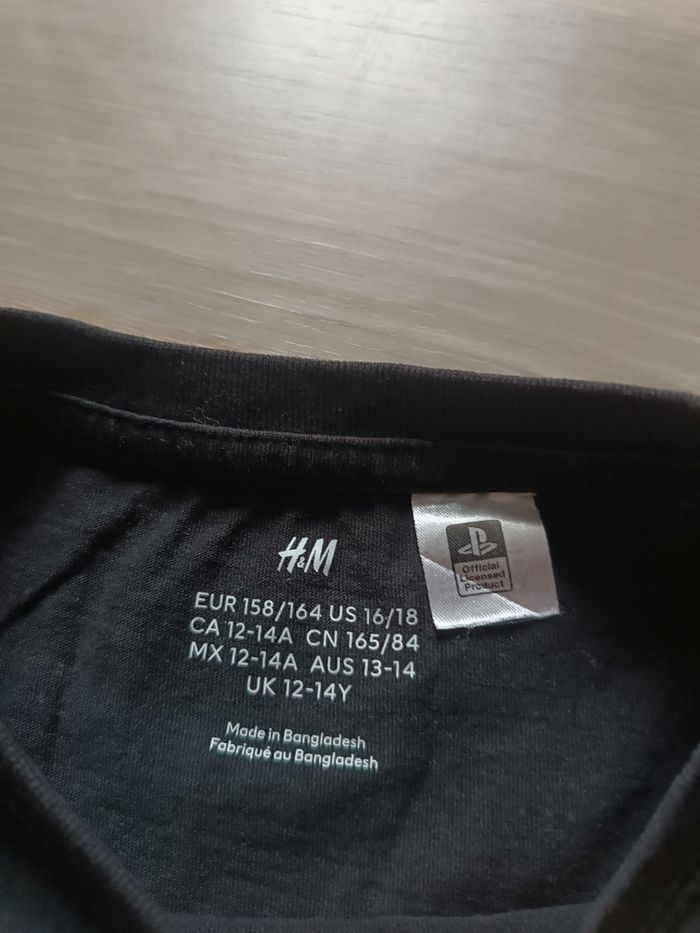 H&M
EUR 158/164 US 16/18
CA 12-14A CN 165/84
MX 12-14A AUS 13-14
UK 12-14Y
Made in Bangladesh
Fabriqué au Bangladesh
Official
Licensed
Product